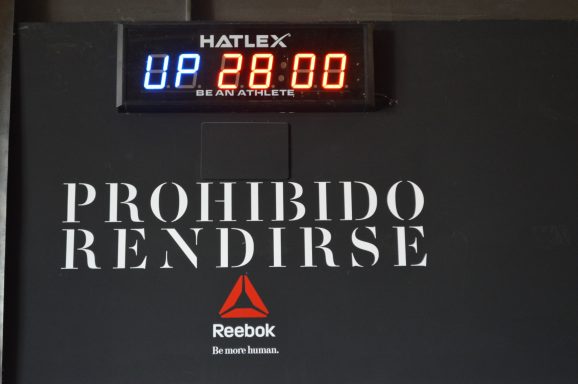 HATLEX
UP 28:00
BE AN ATHLETE
PROHIBIDO
RENDIRSE
Reebok
Be more human.